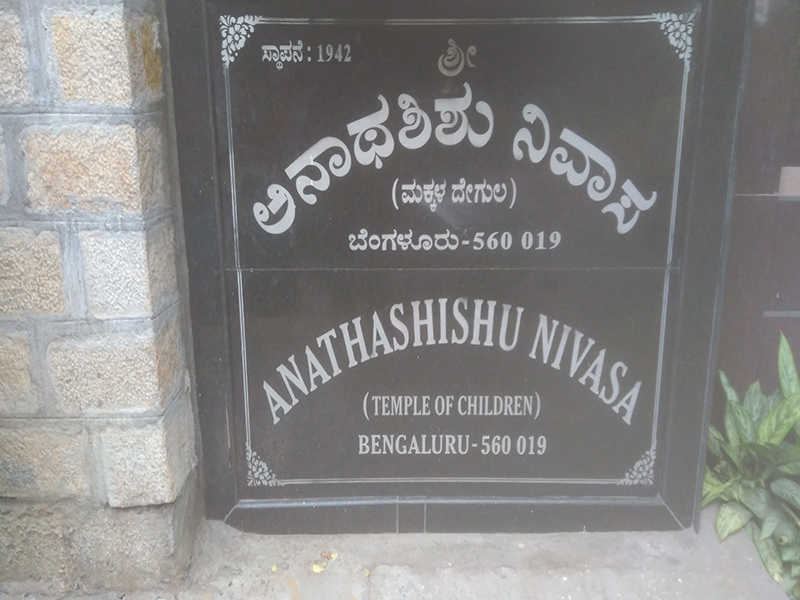 ಸ್ಥಾಪನೆ : 1942
ಶ್ರೀ
ಅನಾಥಶಿಶು ನಿವಾಸ
(ಮಕ್ಕಳ ದೇಗುಲ)
ಬೆಂಗಳೂರು-560 019
ANATHASHISHU NIVASA
(TEMPLE OF CHILDREN)
BENGALURU-560 019